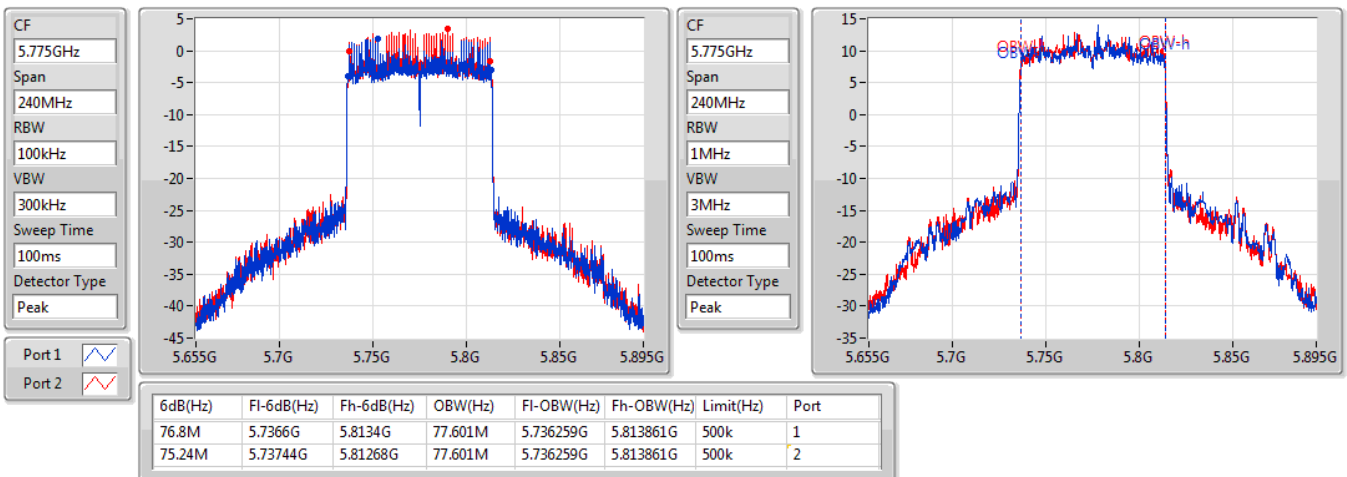 CF
5.775GHz
Span
240MHz
RBW
100kHz
VBW
300kHz
Sweep Time
100ms
Detector Type
Peak
Port 1
Port 2
5
0
-5
-10
-15
-20
-25
-30
-35
-40
-45
5.655G 5.7G 5.75G 5.8G 5.85G 5.895G
CF
5.775GHz
Span
240MHz
RBW
1MHz
VBW
3MHz
Sweep Time
100ms
Detector Type
Peak
15
10
5
0
-5
-10
-15
-20
-25
-30
-35
OBW-h
5.655G 5.7G 5.75G 5.8G 5.85G 5.895G
6dB(Hz) Fl-6dB(Hz) Fh-6dB(Hz) OBW(Hz) Fl-OBW(Hz) Fh-OBW(Hz) Limit(Hz) Port
76.8M 5.7366G 5.8134G 77.601M 5.736259G 5.813861G 500k 1
75.24M 5.73744G 5.81268G 77.601M 5.736259G 5.813861G 500k 2